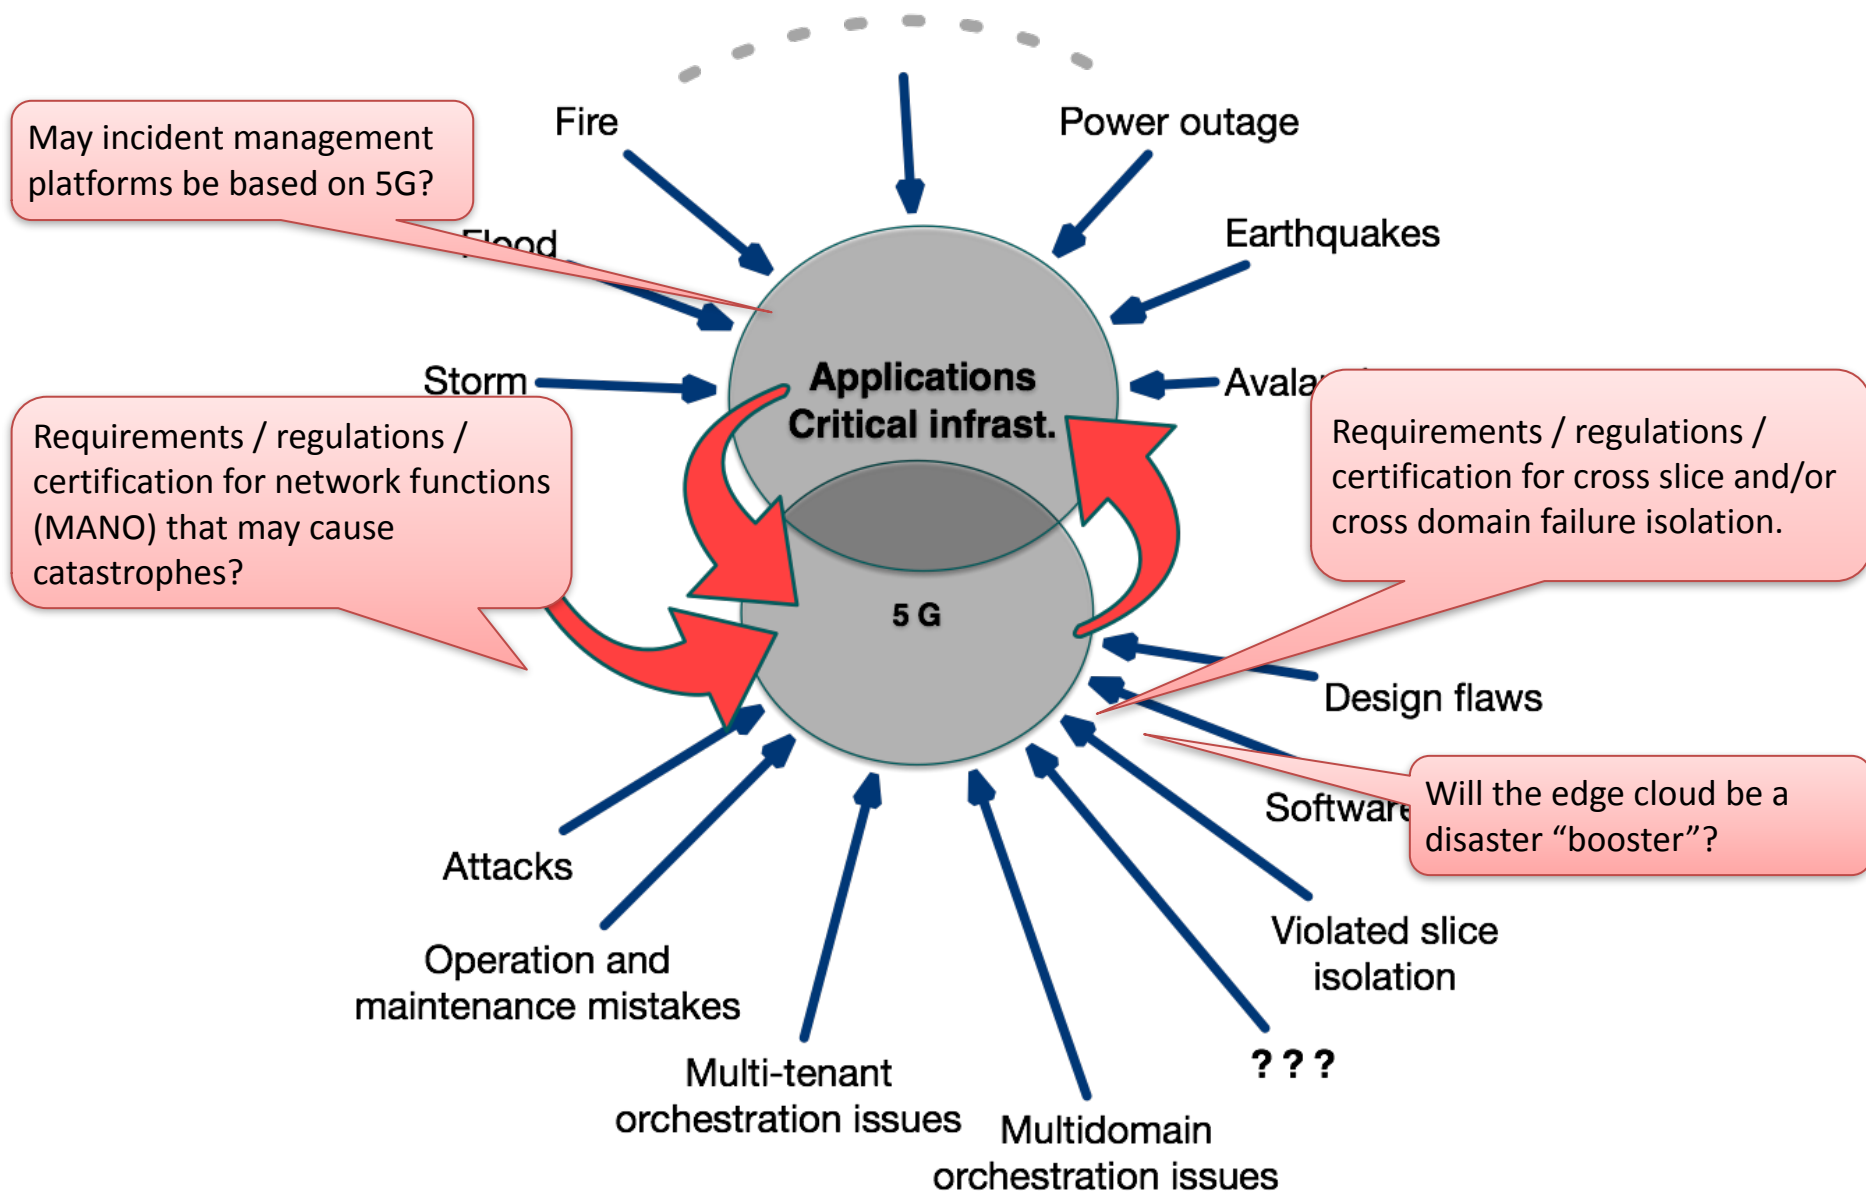 Fire
Power outage
May incident management
platforms be based on 5G?
Flood
Earthquakes
Storm
Applications
Critical infrast.
Requirements / regulations /
certification for network functions
(MANO) that may cause
catastrophes?
Requirements / regulations /
certification for cross slice and/or
cross domain failure isolation.
5 G
Design flaws
Software
Will the edge cloud be a
disaster “booster”?
Attacks
Operation and
maintenance mistakes
Violated slice
isolation
? ? ?
Multi-tenant
orchestration issues
Multidomain
orchestration issues